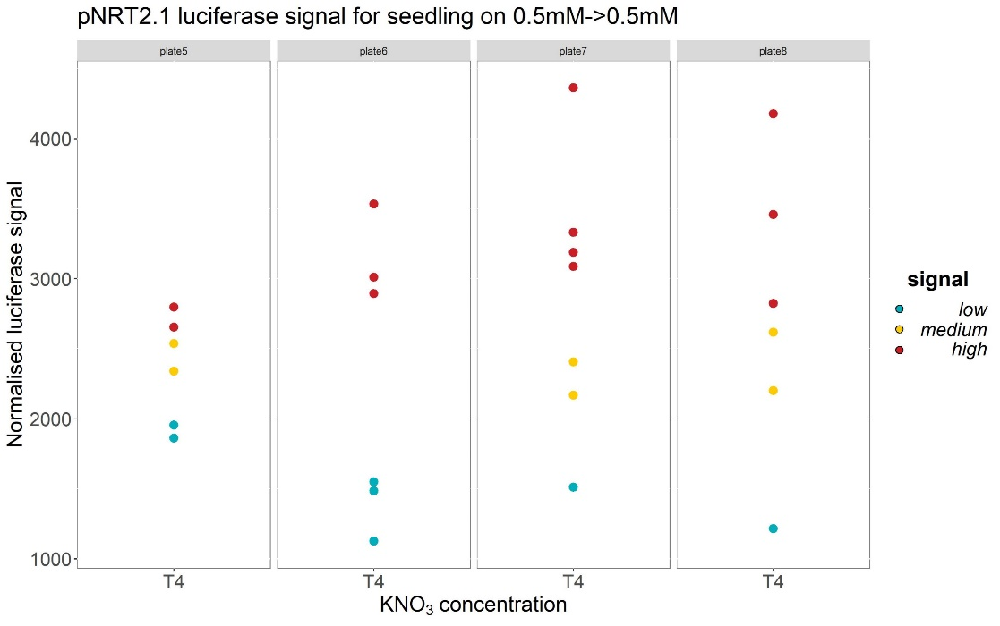 pNRT2.1 luciferase signal for seedling on 0.5mM->0.5mM
plate5 plate6 plate7 plate8
Normalised luciferase signal
4000
3000
2000
1000
T4 T4 T4 T4
KNO₃ concentration
signal
low
medium
high